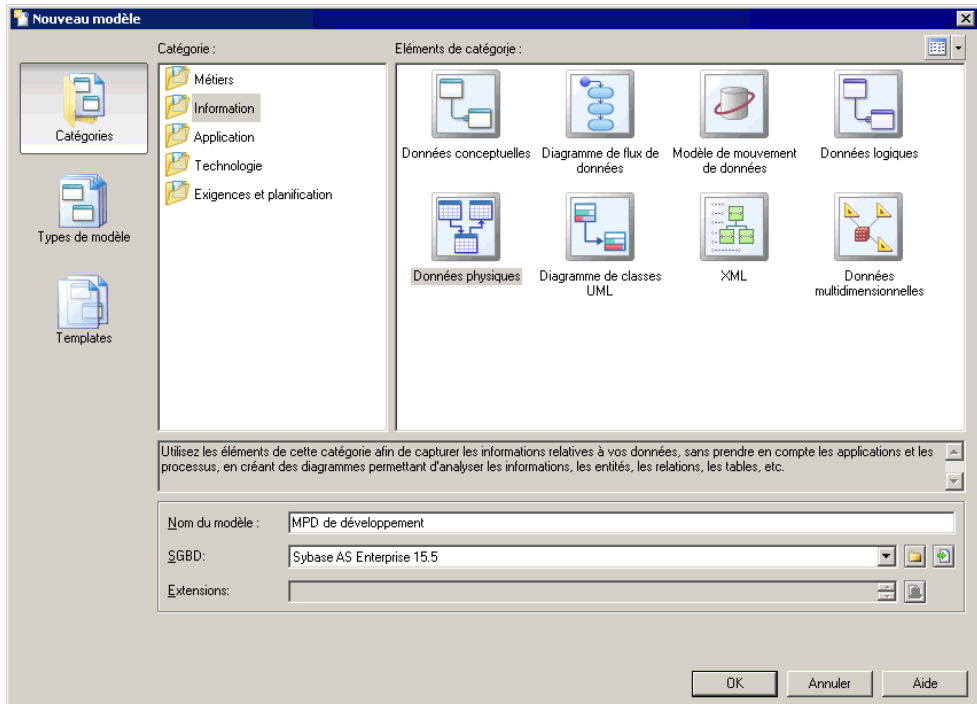 Nouveau modèle
Catégorie :
Eléments de catégorie :
Catégories
Types de modèle
Templates
Métiers
Information
Application
Technologie
Exigences et planification
Données conceptuelles
Diagramme de flux de
données
Modèle de mouvement
de données
Données logiques
Données physiques
Diagramme de classes
UML
XML
Données
multidimensionnelles
Utilisez les éléments de cette catégorie afin de capturer les informations relatives à vos données, sans prendre en compte les applications et les
processus, en créant des diagrammes permettant d'analyser les informations, les entités, les relations, les tables, etc.
Nom du modèle :
MPD de développement
SGBD:
Sybase AS Enterprise 15.5
Extensions:
OK
Annuler
Aide